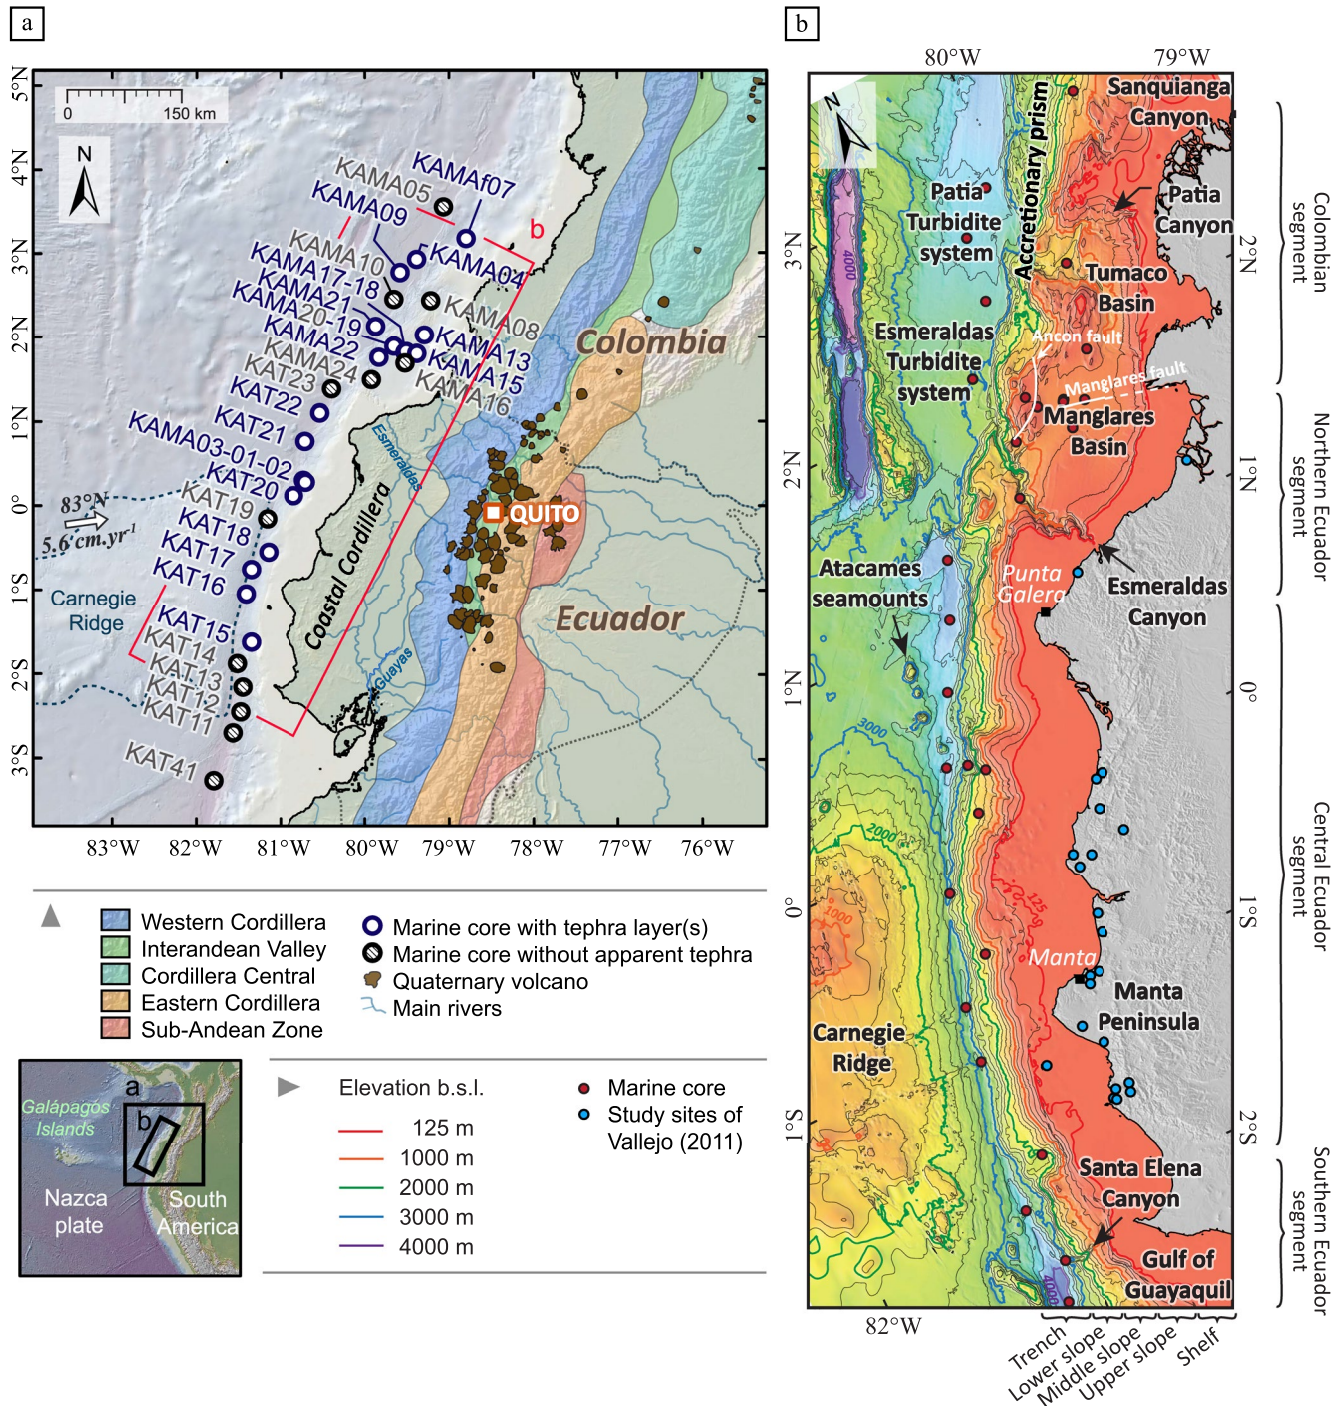 a
5°N
4°N
3°N
2°N
1°N
0°
1°S
2°S
3°S
0
150 km
N
KAMAf07
KAMA05
KAMA09
KAMA04
b
KAMA10
KAMA17-18
KAMA21
KAMA
20-19
KAMA22
KAMA24
KAMA08
KAMA13
KAMA15
KAMA16
KAT23
KAT22
KAT21
KAMA03-01-02
KAT20
KAT19
KAT18
KAT17
KAT16
KAT15
KAT14
KAT13
KAT12
KAT11
KAT41
83°N
5.6 cm.yr-1
Carnegie
Ridge
Coastal Cordillera
Esmeraldas
Guayas
QUITO
Colombia
Ecuador
83°W
82°W
81°W
80°W
79°W
78°W
77°W
76°W
Western Cordillera
Interandean Valley
Cordillera Central
Eastern Cordillera
Sub-Andean Zone
Marine core with tephra layer(s)
Marine core without apparent tephra
Quaternary volcano
Main rivers
a
b
Galápagos
Islands
Nazca
plate
South
America
Elevation b.s.l.
125 m
1000 m
2000 m
3000 m
4000 m
Marine core
Study sites of
Vallejo (2011)
b
80°W
79°W
N
3°N
2°N
1°N
0°
1°S
2°N
1°N
0°
1°S
2°S
82°W
Sanquianga
Canyon
Accretionary prism
Patia
Turbidite
system
Patia
Canyon
Tumaco
Basin
Esmeraldas
Turbidite
system
Ancon fault
Manglares fault
Manglares
Basin
4000
Atacames
seamounts
Punta
Galera
Esmeraldas
Canyon
3000
2000
1000
125
Manta
Manta
Peninsula
Carnegie
Ridge
Santa Elena
Canyon
Gulf of
Guayaquil
4000
Colombian
segment
Northern Ecuador
segment
Central Ecuador
segment
Southern Ecuador
segment
Trench
Lower slope
Middle slope
Upper slope
Shelf